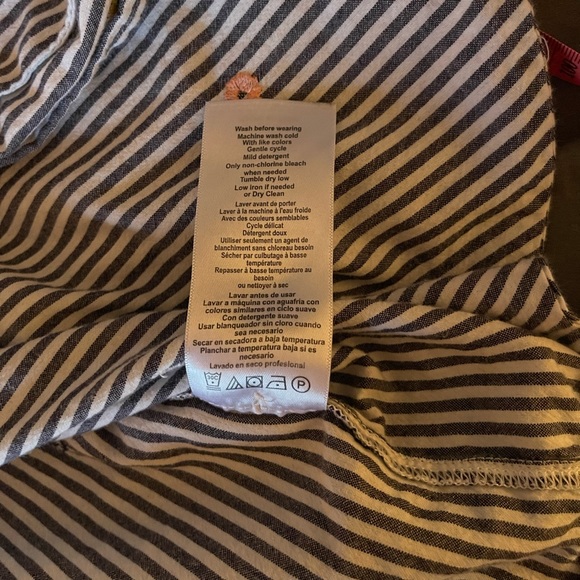 Wash before wearing
Machine wash cold
With like colors
Gentle cycle
Mild detergent
Only non-chlorine bleach
when needed
Tumble dry low
Low iron if needed
or Dry Clean
Laver avant de porter
Laver à la machine à l'eau froide
Avec des couleurs semblables
Cycle délicat
Détergent doux
Utiliser seulement un agent de
blanchiment sans chloreau besoin
Sécher par culbutage à basse
température
Repasser à basse température au
besoin
ou nettoyer à sec
Lavar antes de usar
Lavar a máquina con aguafria con
colores similares en ciclo suave
Con detergente suave
Usar blanqueador sin cloro cuando
sea necesario
Secar en secadora a baja temperatura
Planchar a temperatura baja si es
necesario
Lavado en seco profesional
P